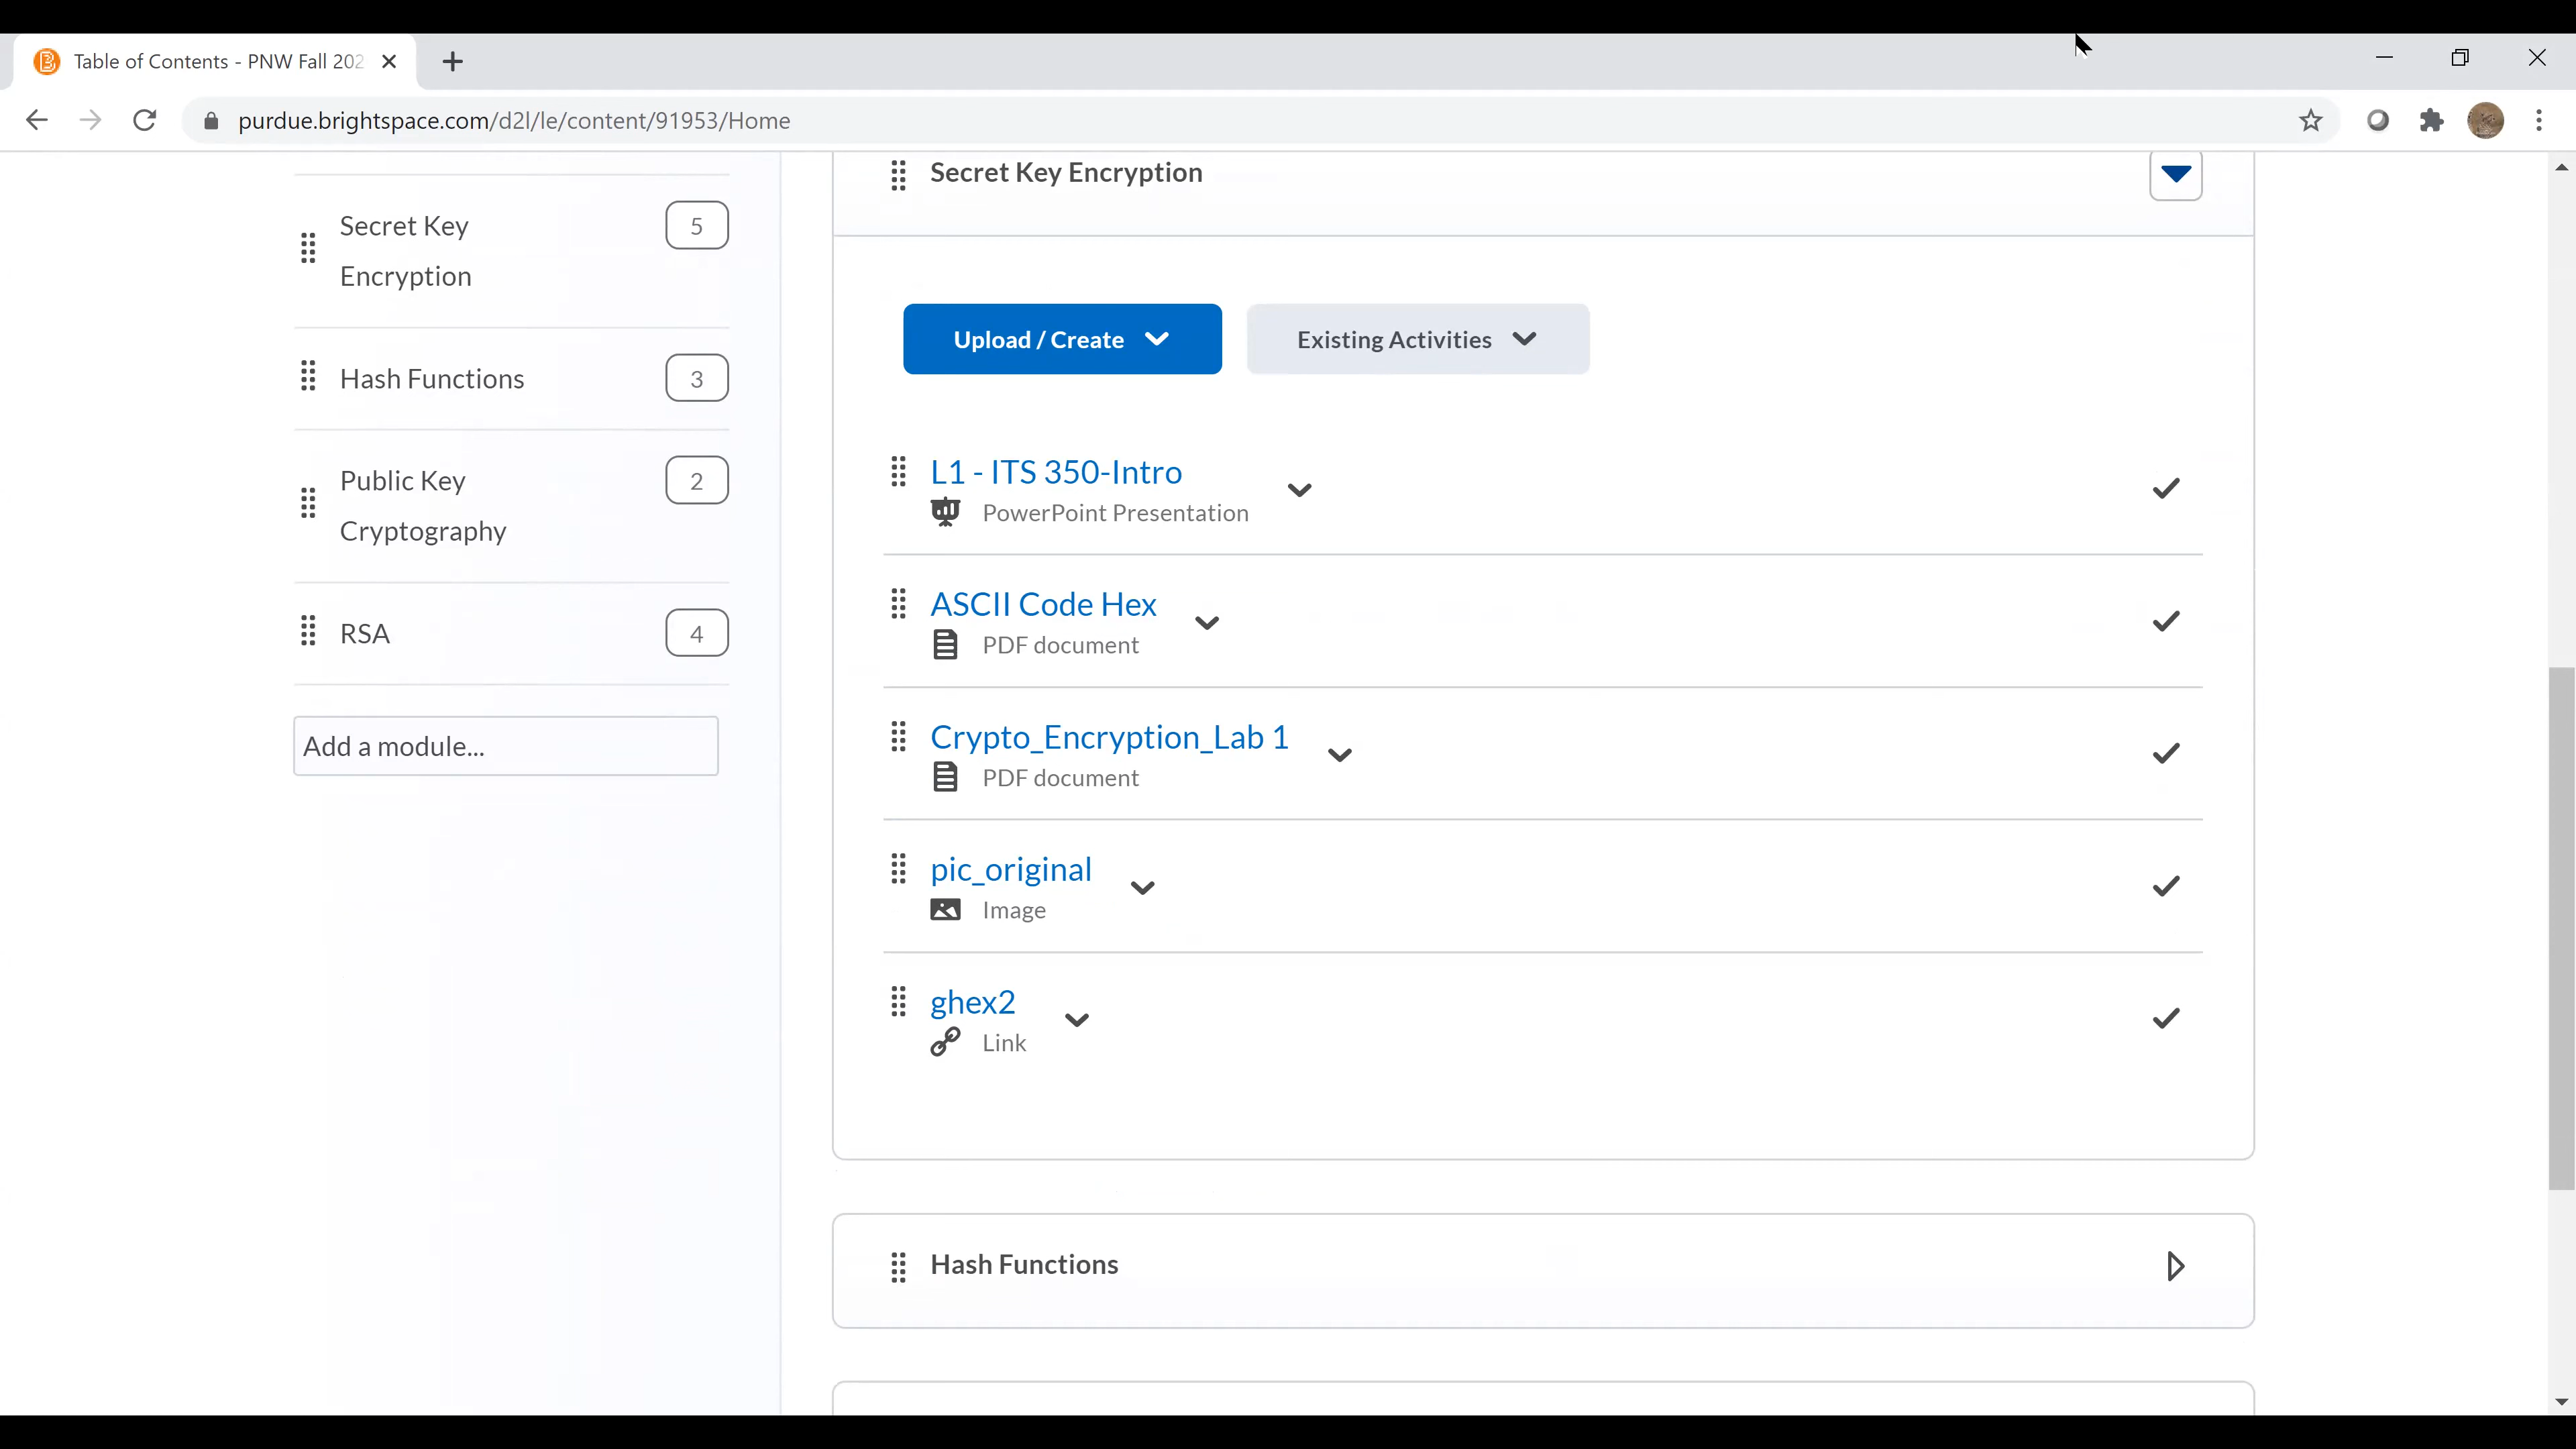 Table of Contents - PNW Fall 202
purdue.brightspace.com/d2l/le/content/91953/Home
Secret Key
Encryption
5
Hash Functions
3
Public Key
Cryptography
2
RSA
4
Add a module...
Secret Key Encryption
Upload / Create
Existing Activities
L1 - ITS 350-Intro
PowerPoint Presentation
ASCII Code Hex
PDF document
Crypto_Encryption_Lab 1
PDF document
pic_original
Image
ghex2
Link
Hash Functions